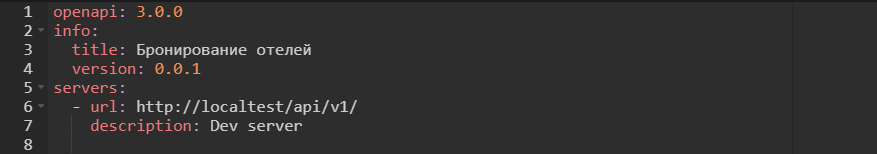 1 openapi: 3.0.0
2 info:
3 title: Бронирование отелей
4 version: 0.0.1
5 servers:
6 - url: http://localtest/api/v1/
7 description: Dev server
8